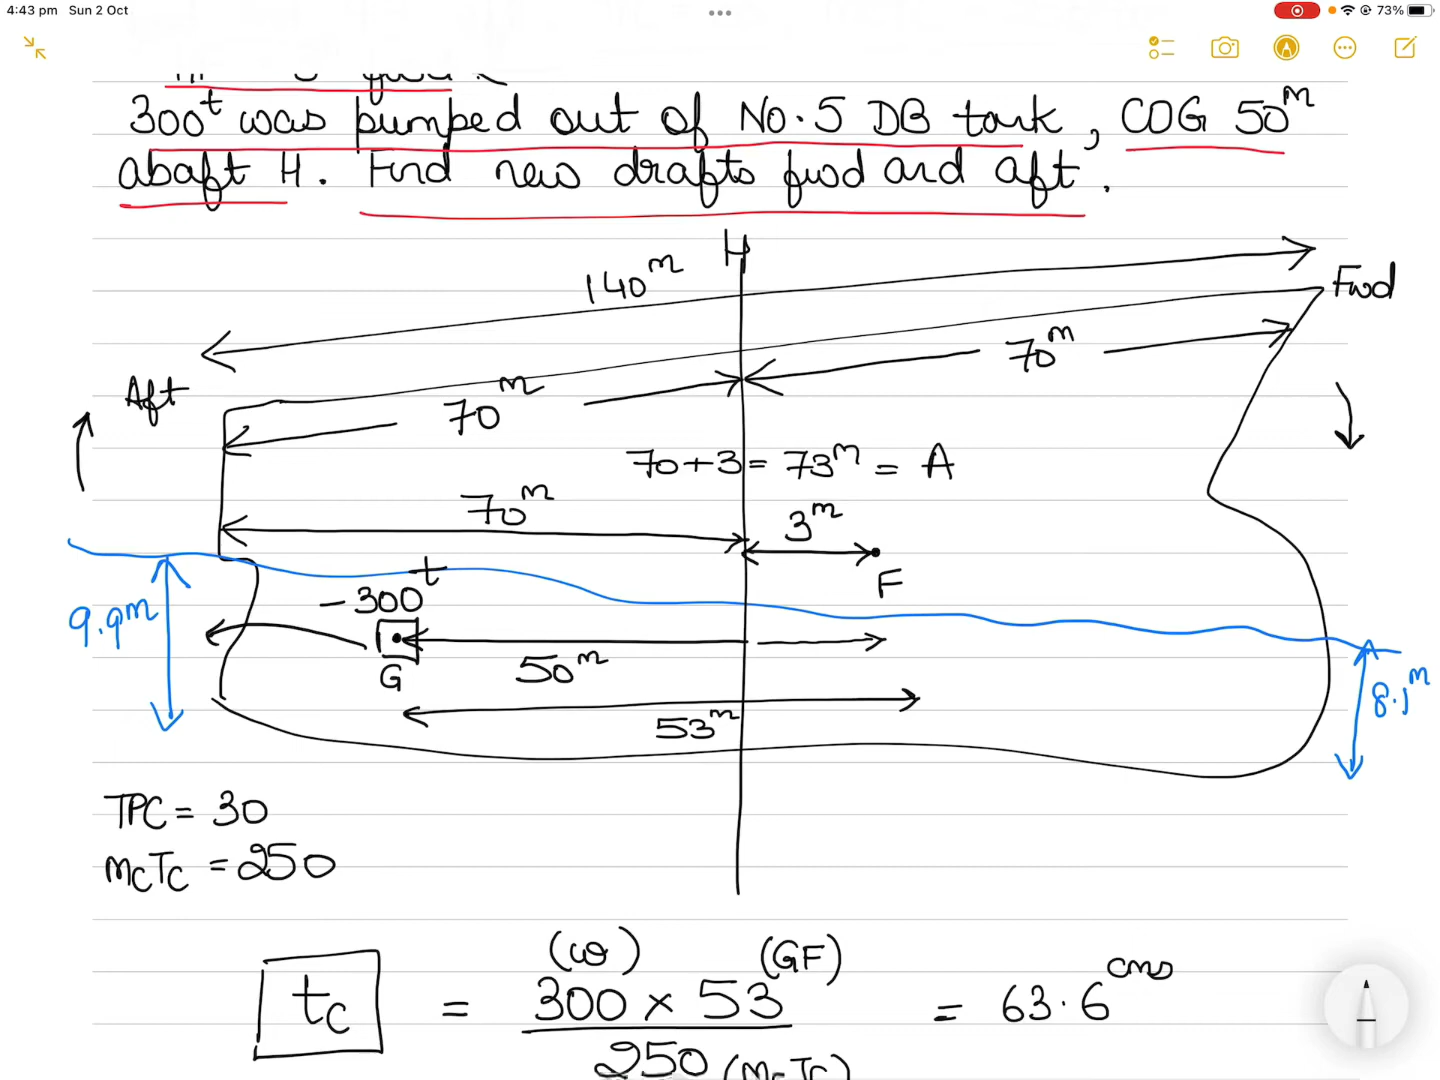 4:43 pm Sun 2 Oct
73%
300t was pumped out of No.5 DB tank, COG 50m
abaft H. Find new drafts fwd and aft.
H
140m
Fwd
70m
Aft
70m
70+3 = 73m = A
70m
3m
F
-300t
9.9m
50m
G
8.1m
53m
TPC = 30
MCTC = 250
(w) (GF)
tc = 300 x 53 = 63.6 cms
250 (MCTC)